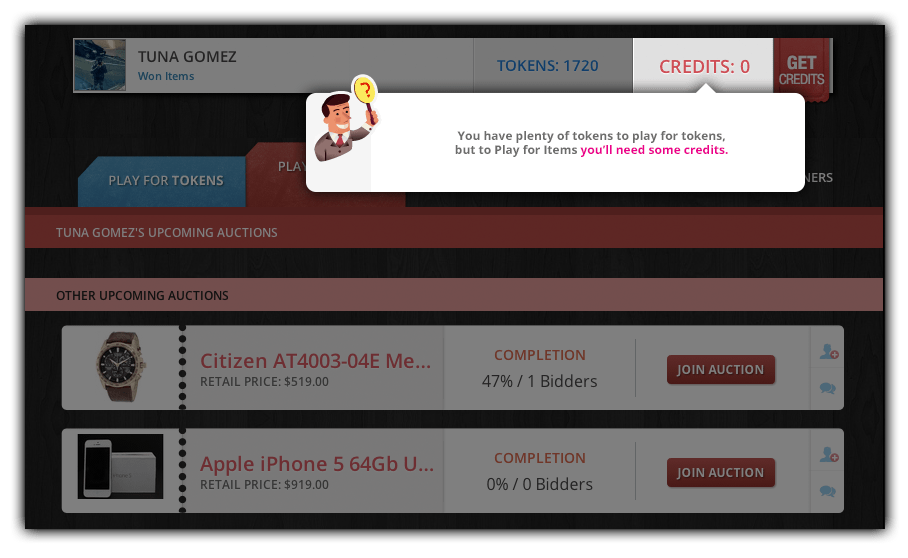 TUNA GOMEZ
Won Items
TOKENS: 1720
CREDITS: 0
GET
CREDITS
?
You have plenty of tokens to play for tokens,
but to Play for Items you'll need some credits.
PLAY FOR TOKENS
PLAY
NERS
TUNA GOMEZ'S UPCOMING AUCTIONS
OTHER UPCOMING AUCTIONS
Citizen AT4003-04E Me...
RETAIL PRICE: $519.00
COMPLETION
47% / 1 Bidders
JOIN AUCTION
Apple iPhone 5 64Gb U...
RETAIL PRICE: $919.00
COMPLETION
0% / 0 Bidders
JOIN AUCTION